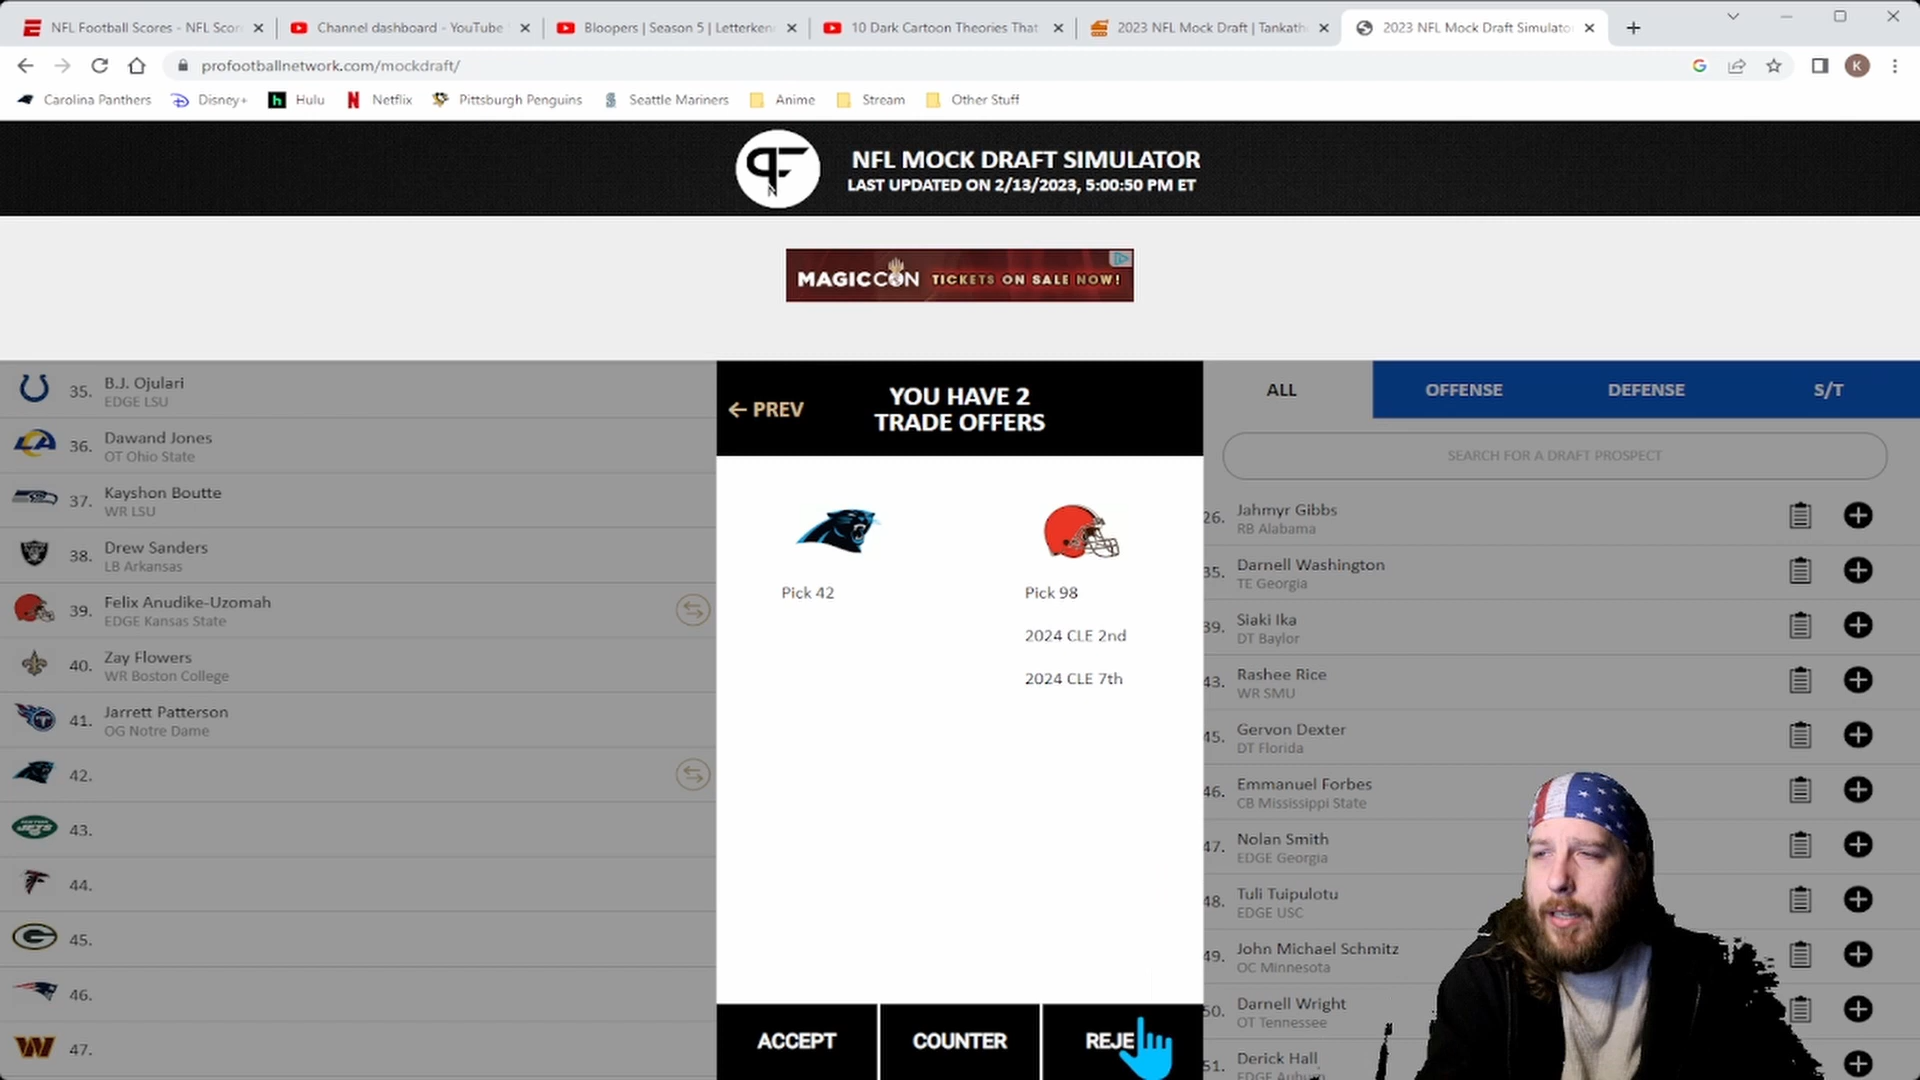 NFL Football Scores - NFL Scor
Channel dashboard - YouTube
Bloopers | Season 5 | Letterken
10 Dark Cartoon Theories That
2023 NFL Mock Draft | Tankath
2023 NFL Mock Draft Simulato
profootballnetwork.com/mockdraft/
K
Carolina Panthers
Disney+
Hulu
Netflix
Pittsburgh Penguins
Seattle Mariners
Anime
Stream
Other Stuff
NFL MOCK DRAFT SIMULATOR
LAST UPDATED ON 2/13/2023, 5:00:50 PM ET
MAGICCON TICKETS ON SALE NOW!
35. B.J. Ojulari
EDGE LSU
36. Dawand Jones
OT Ohio State
37. Kayshon Boutte
WR LSU
38. Drew Sanders
LB Arkansas
39. Felix Anudike-Uzomah
EDGE Kansas State
40. Zay Flowers
WR Boston College
41. Jarrett Patterson
OG Notre Dame
42.
43.
44.
45.
46.
47.
PREV
YOU HAVE 2
TRADE OFFERS
Pick 42
Pick 98
2024 CLE 2nd
2024 CLE 7th
ACCEPT
COUNTER
REJE
ALL
OFFENSE
DEFENSE
S/T
SEARCH FOR A DRAFT PROSPECT
26. Jahmyr Gibbs
RB Alabama
35. Darnell Washington
TE Georgia
39. Siaki Ika
DT Baylor
43. Rashee Rice
WR SMU
45. Gervon Dexter
DT Florida
46. Emmanuel Forbes
CB Mississippi State
47. Nolan Smith
EDGE Georgia
48. Tuli Tuipulotu
EDGE USC
49. John Michael Schmitz
OC Minnesota
50. Darnell Wright
OT Tennessee
51. Derick Hall
EDGE Auburn